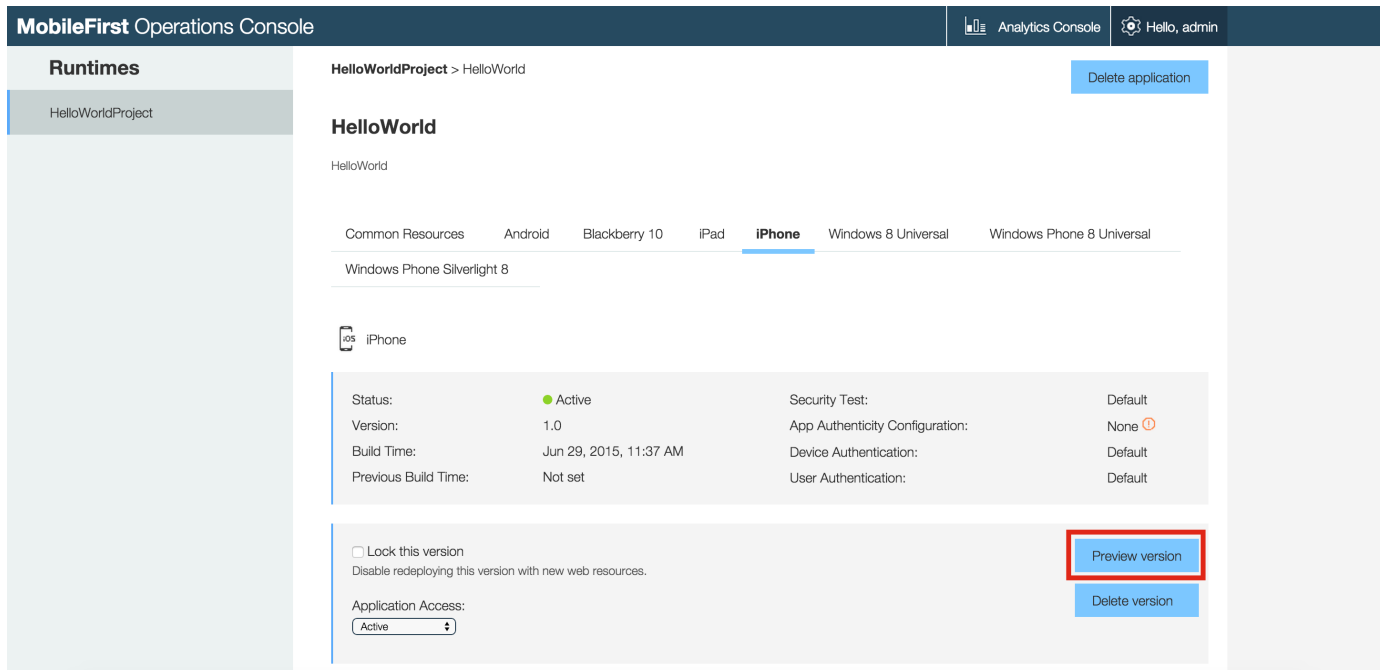 MobileFirst Operations Console
Analytics Console
Hello, admin
Runtimes
HelloWorldProject
HelloWorldProject > HelloWorld
Delete application
HelloWorld
HelloWorld
Common Resources Android Blackberry 10 iPad iPhone Windows 8 Universal Windows Phone 8 Universal
Windows Phone Silverlight 8
iOS iPhone
Status: Active Security Test: Default
Version: 1.0 App Authenticity Configuration: None
Build Time: Jun 29, 2015, 11:37 AM Device Authentication: Default
Previous Build Time: Not set User Authentication: Default
Lock this version
Disable redeploying this version with new web resources.
Preview version
Delete version
Application Access:
Active